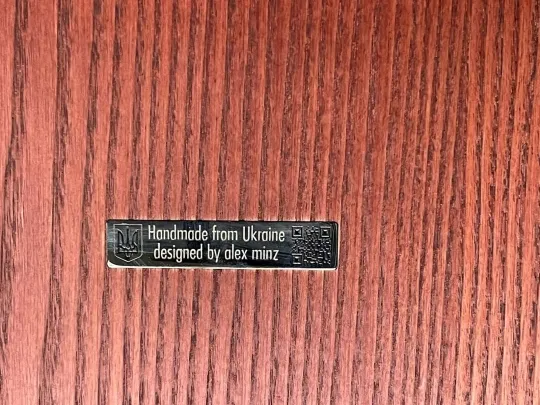 Handmade from Ukraine
designed by alex minz